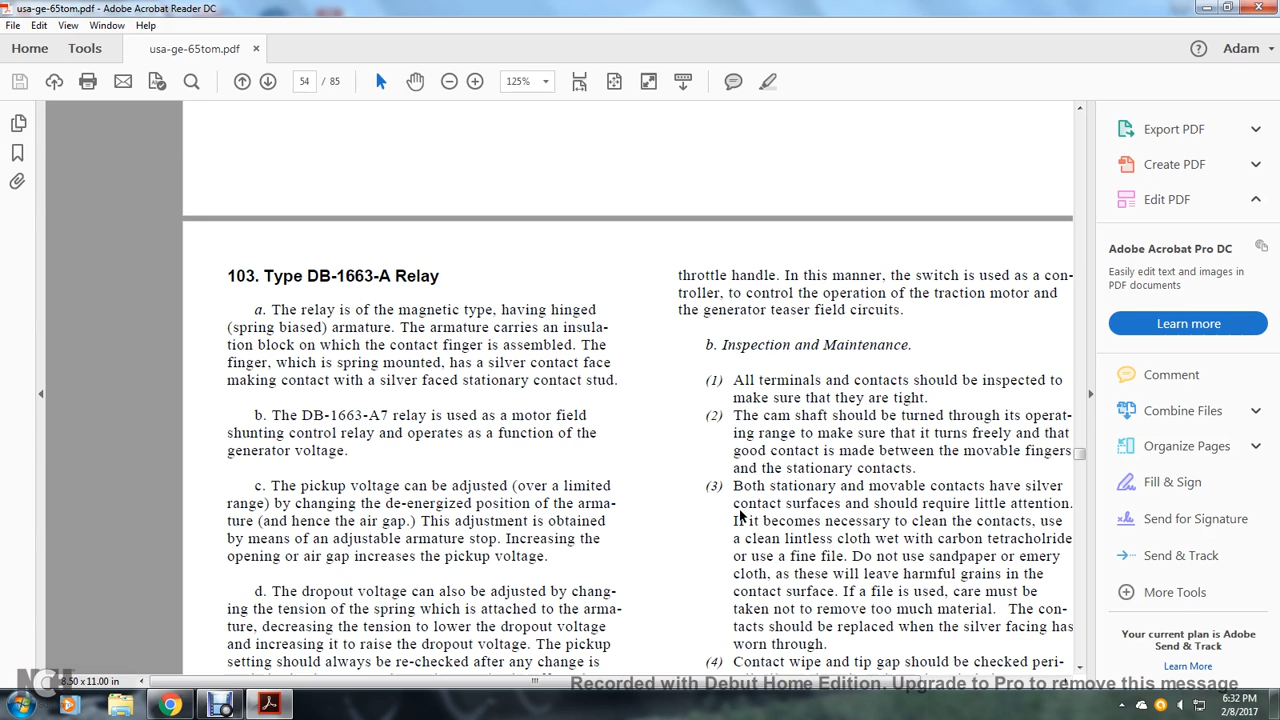 usa-ge-65tom.pdf - Adobe Acrobat Reader DC
File Edit View Window Help
Home Tools usa-ge-65tom.pdf × Adam
54 / 85 125%
103. Type DB-1663-A Relay
a. The relay is of the magnetic type, having hinged
(spring biased) armature. The armature carries an insula-
tion block on which the contact finger is assembled. The
finger, which is spring mounted, has a silver contact face
making contact with a silver faced stationary contact stud.
b. The DB-1663-A7 relay is used as a motor field
shunting control relay and operates as a function of the
generator voltage.
c. The pickup voltage can be adjusted (over a limited
range) by changing the de-energized position of the arma-
ture (and hence the air gap.) This adjustment is obtained
by means of an adjustable armature stop. Increasing the
opening or air gap increases the pickup voltage.
d. The dropout voltage can also be adjusted by chang-
ing the tension of the spring which is attached to the arma-
ture, decreasing the tension to lower the dropout voltage
and increasing it to raise the dropout voltage. The pickup
setting should always be re-checked after any change is
throttle handle. In this manner, the switch is used as a con-
troller, to control the operation of the traction motor and
the generator teaser field circuits.
b. Inspection and Maintenance.
(1) All terminals and contacts should be inspected to
make sure that they are tight.
(2) The cam shaft should be turned through its operat-
ing range to make sure that it turns freely and that
good contact is made between the movable fingers
and the stationary contacts.
(3) Both stationary and movable contacts have silver
contact surfaces and should require little attention.
If it becomes necessary to clean the contacts, use
a clean lintless cloth wet with carbon tetracholride
or use a fine file. Do not use sandpaper or emery
cloth, as these will leave harmful grains in the
contact surface. If a file is used, care must be
taken not to remove too much material. The con-
tacts should be replaced when the silver facing has
worn through.
(4) Contact wipe and tip gap should be checked peri-
Export PDF
Create PDF
Edit PDF
Adobe Acrobat Pro DC
Easily edit text and images in
PDF documents
Learn more
Comment
Combine Files
Organize Pages
Fill & Sign
Send for Signature
Send & Track
More Tools
Your current plan is Adobe
Send & Track
Learn More
8.50 x 11.00 in
NCH
Recorded with Debut Home Edition. Upgrade to Pro to remove this message
6:32 PM
2/8/2017